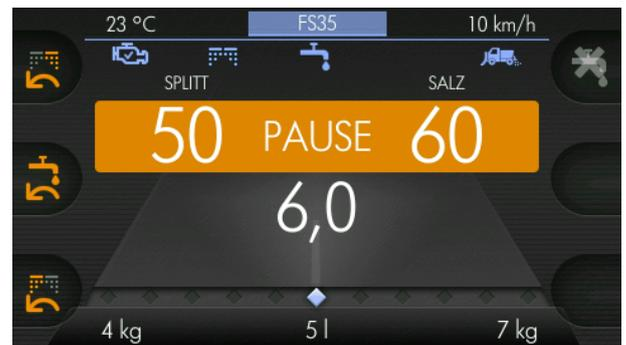 23 °C FS35 10 km/h
SPLITT SALZ
50 PAUSE 60
6,0
4 kg 5 l 7 kg